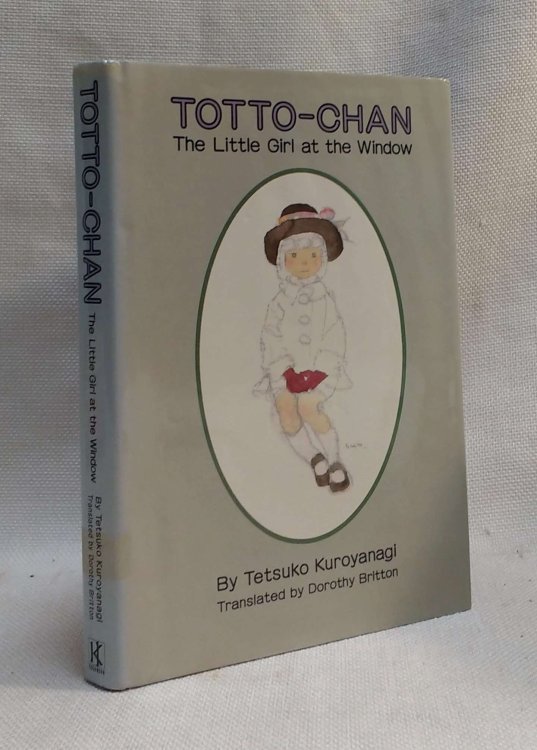 TOTTO-CHAN
The Little Girl at the Window
By Tetsuko Kuroyanagi
Translated by Dorothy Britton
TOTTO-CHAN
The Little Girl at the Window
By Tetsuko Kuroyanagi
Translated by Dorothy Britton